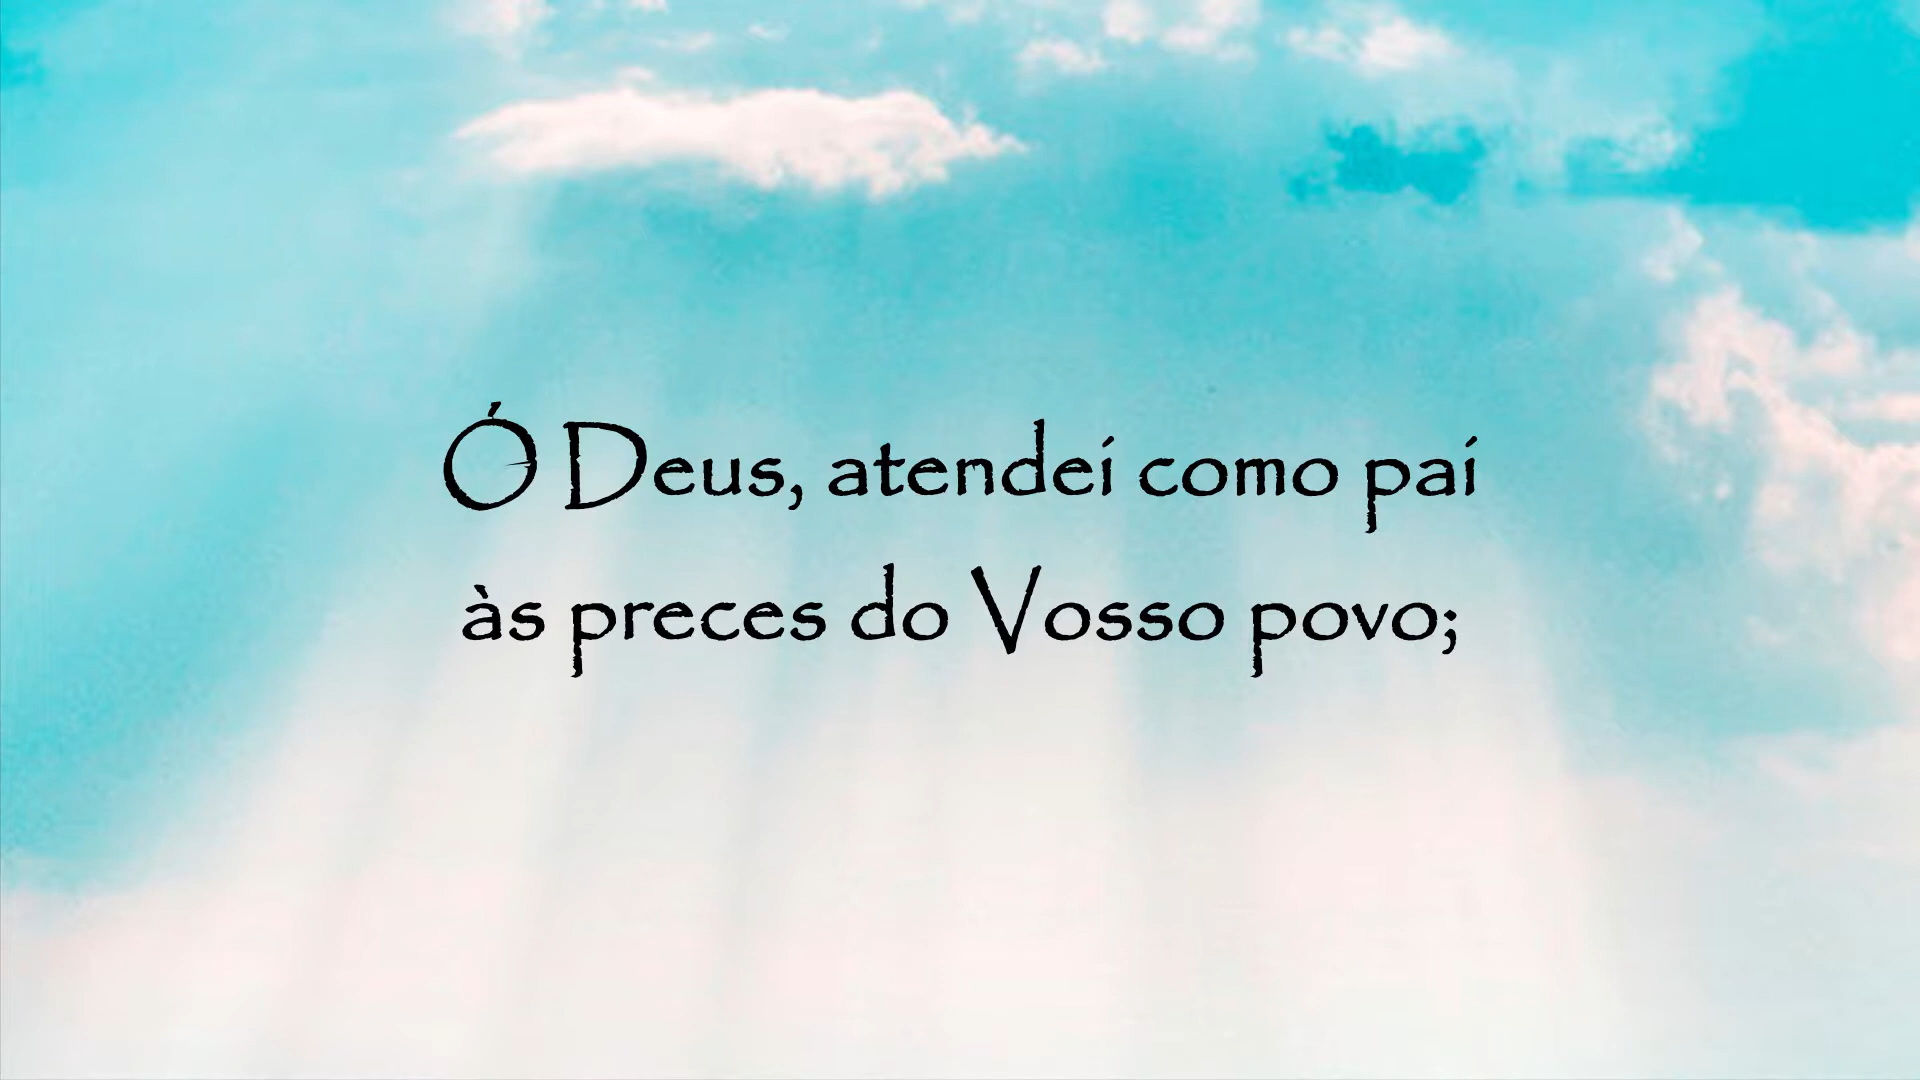 Ó Deus, atendei como pai
às preces do Vosso povo;